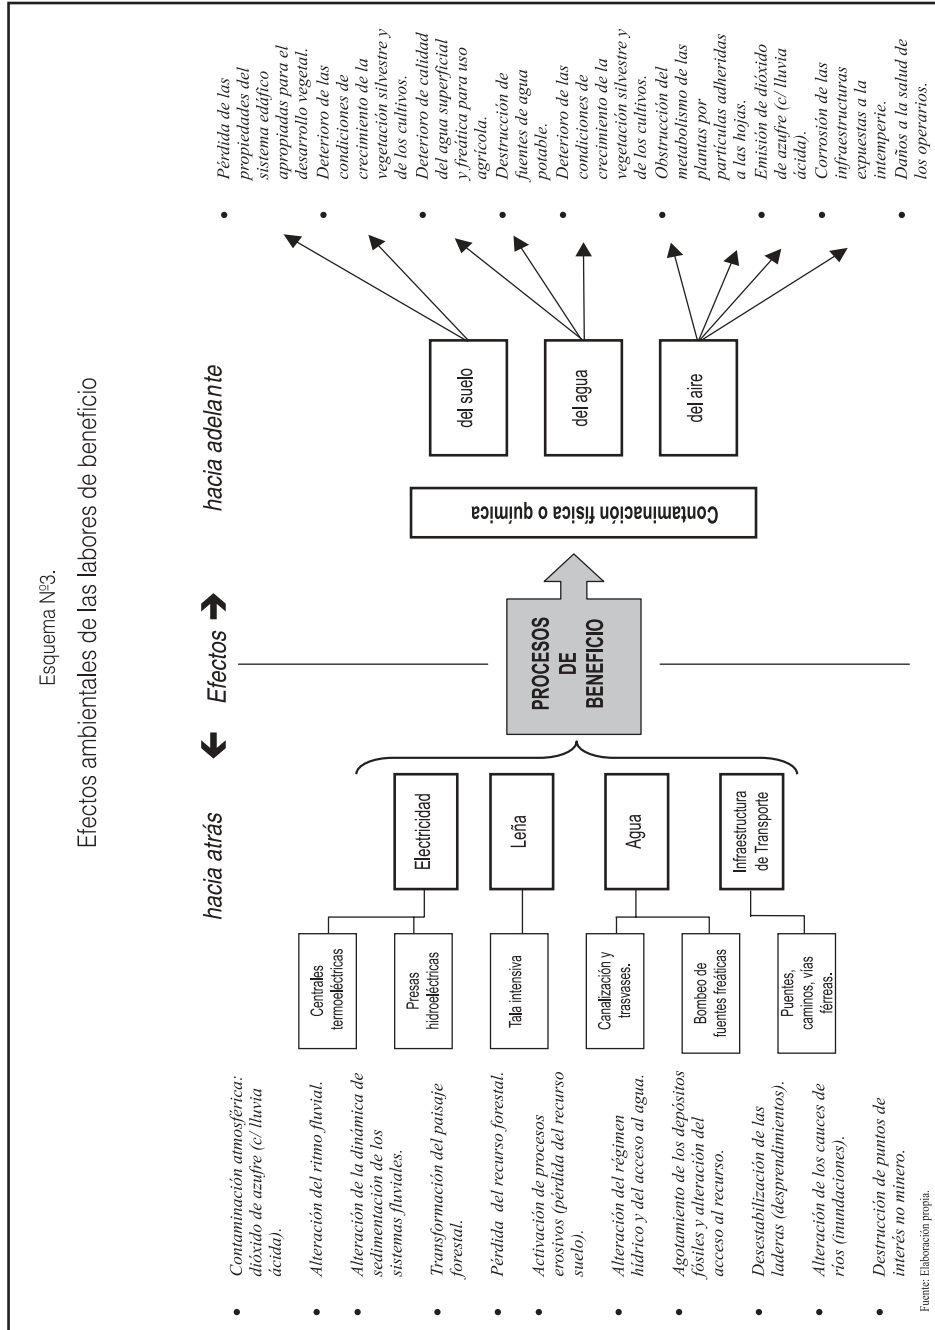 Esquema Nº3.
Efectos ambientales de las labores de beneficio
hacia atrás
Efectos
hacia adelante
Contaminación atmosférica:
dióxido de azufre (c/ lluvia
ácida).
Alteración del ritmo fluvial.
Alteración de la dinámica de
sedimentación de los
sistemas fluviales.
Transformación del paisaje
forestal.
Pérdida del recurso forestal.
Activación de procesos
erosivos (pérdida del recurso
suelo).
Alteración del régimen
hídrico y del acceso al agua.
Agotamiento de los depósitos
fósiles y alteración del
acceso al recurso.
Desestabilización de las
laderas (desprendimientos).
Alteración de los cauces de
ríos (inundaciones).
Destrucción de puntos de
interés no minero.
Centrales
termoeléctricas
Presas
hidroeléctricas
Tala intensiva
Canalización y
trasvases.
Bombeo de
fuentes freáticas
Puentes,
caminos, vías
férreas.
Electricidad
Leña
Agua
Infraestructura
de Transporte
PROCESOS
DE
BENEFICIO
Contaminación física o química
del suelo
del agua
del aire
Pérdida de las
propiedades del
sistema edáfico
apropiadas para el
desarrollo vegetal.
Deterioro de las
condiciones de
crecimiento de la
vegetación silvestre y
de los cultivos.
Deterioro de calidad
del agua superficial
y freática para uso
agrícola.
Destrucción de
fuentes de agua
potable.
Deterioro de las
condiciones de
crecimiento de la
vegetación silvestre y
de los cultivos.
Obstrucción del
metabolismo de las
plantas por
partículas adheridas
a las hojas.
Emisión de dióxido
de azufre (c/ lluvia
ácida).
Corrosión de las
infraestructuras
expuestas a la
intemperie.
Daños a la salud de
los operarios.
Fuente: Elaboración propia.